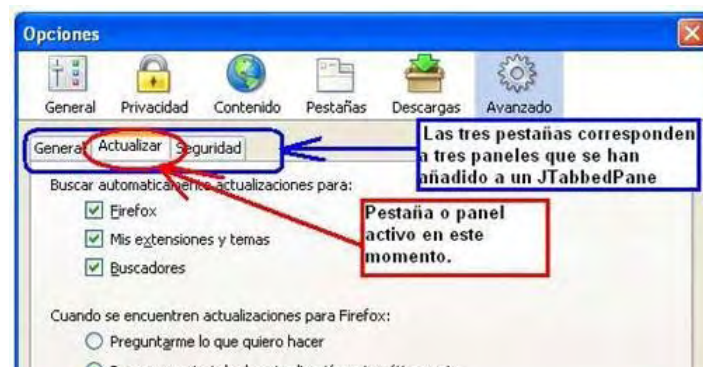 Opciones
General Privacidad Contenido Pestañas Descargas Avanzado
General Actualizar Seguridad
Las tres pestañas corresponden
a tres paneles que se han
añadido a un JTabbedPane
Buscar automaticamente actualizaciones para:
Firefox
Mis extensiones y temas
Buscadores
Pestaña o panel
activo en este
momento.
Cuando se encuentren actualizaciones para Firefox:
Preguntarme lo que quiero hacer